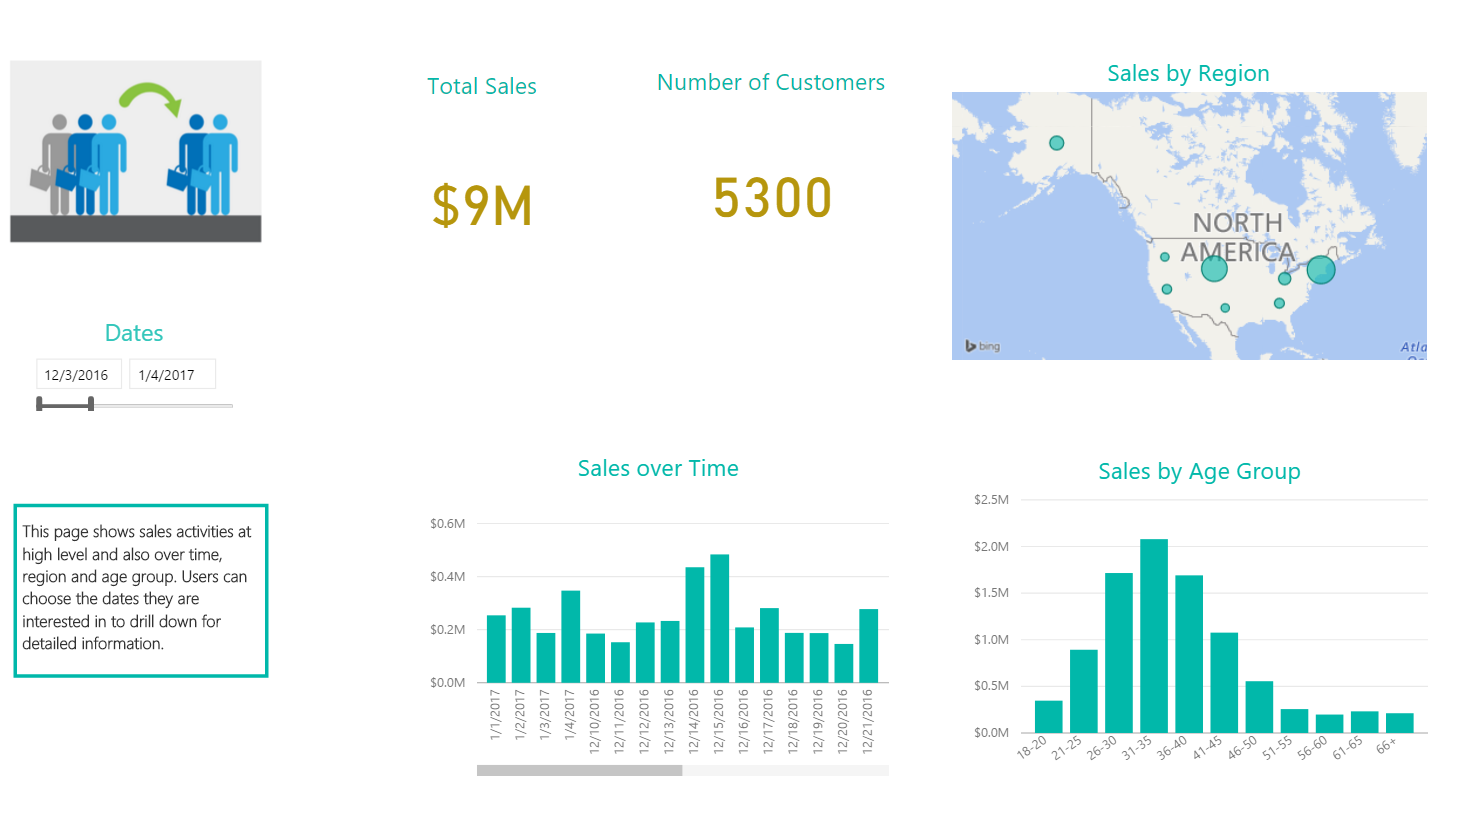 Total Sales
Number of Customers
Sales by Region
$9M
5300
NORTH
AMERICA
bing
Atla
Dates
12/3/2016
1/4/2017
This page shows sales activities at
high level and also over time,
region and age group. Users can
choose the dates they are
interested in to drill down for
detailed information.
Sales over Time
$0.6M
$0.4M
$0.2M
$0.0M
1/1/2017
1/2/2017
1/3/2017
1/4/2017
12/10/2016
12/11/2016
12/12/2016
12/13/2016
12/14/2016
12/15/2016
12/16/2016
12/17/2016
12/18/2016
12/19/2016
12/20/2016
12/21/2016
Sales by Age Group
$2.5M
$2.0M
$1.5M
$1.0M
$0.5M
$0.0M
18-20
21-25
26-30
31-35
36-40
41-45
46-50
51-55
56-60
61-65
66+